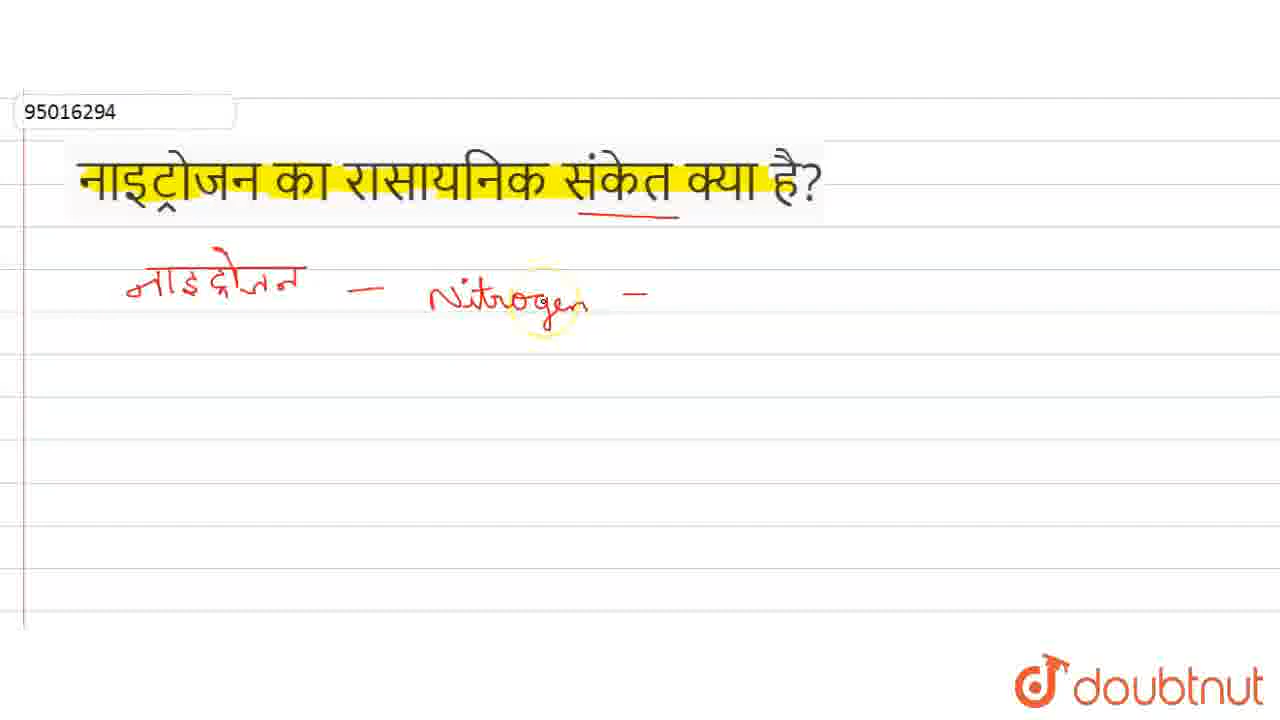 95016294
नाइट्रोजन का रासायनिक संकेत क्या है?
नाइट्रोजन — Nitrogen —
doubtnut